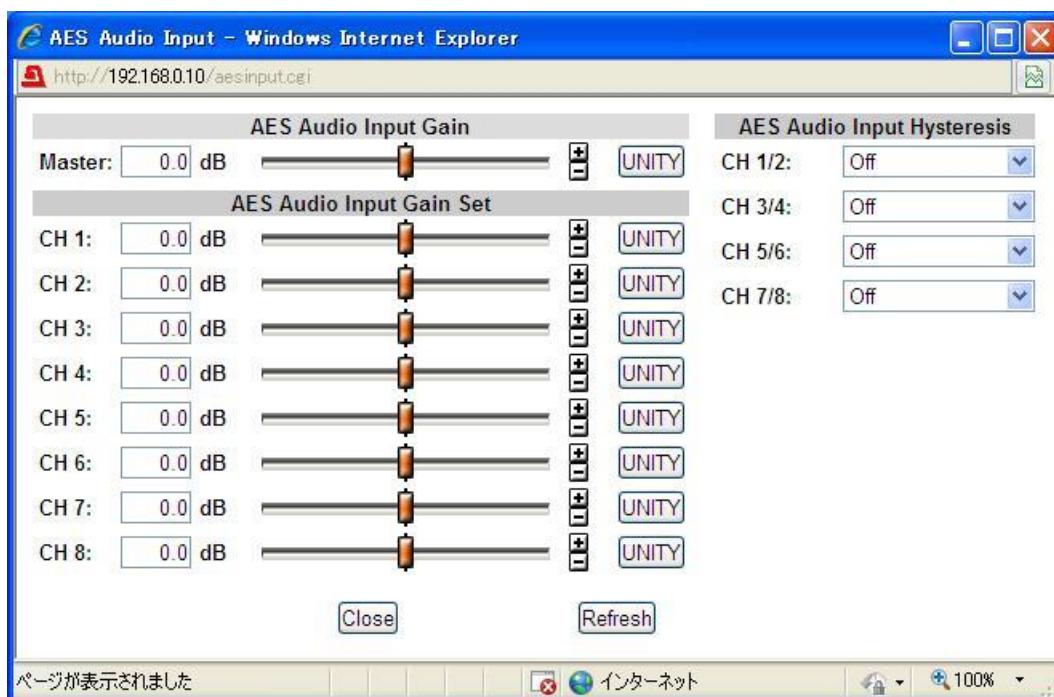 AES Audio Input - Windows Internet Explorer
http://192.168.0.10/aesinput.cgi
AES Audio Input Gain
Master: 0.0 dB + - UNITY
AES Audio Input Gain Set
CH 1: 0.0 dB + - UNITY
CH 2: 0.0 dB + - UNITY
CH 3: 0.0 dB + - UNITY
CH 4: 0.0 dB + - UNITY
CH 5: 0.0 dB + - UNITY
CH 6: 0.0 dB + - UNITY
CH 7: 0.0 dB + - UNITY
CH 8: 0.0 dB + - UNITY
AES Audio Input Hysteresis
CH 1/2: Off
CH 3/4: Off
CH 5/6: Off
CH 7/8: Off
Close Refresh
ページが表示されました インターネット 100%